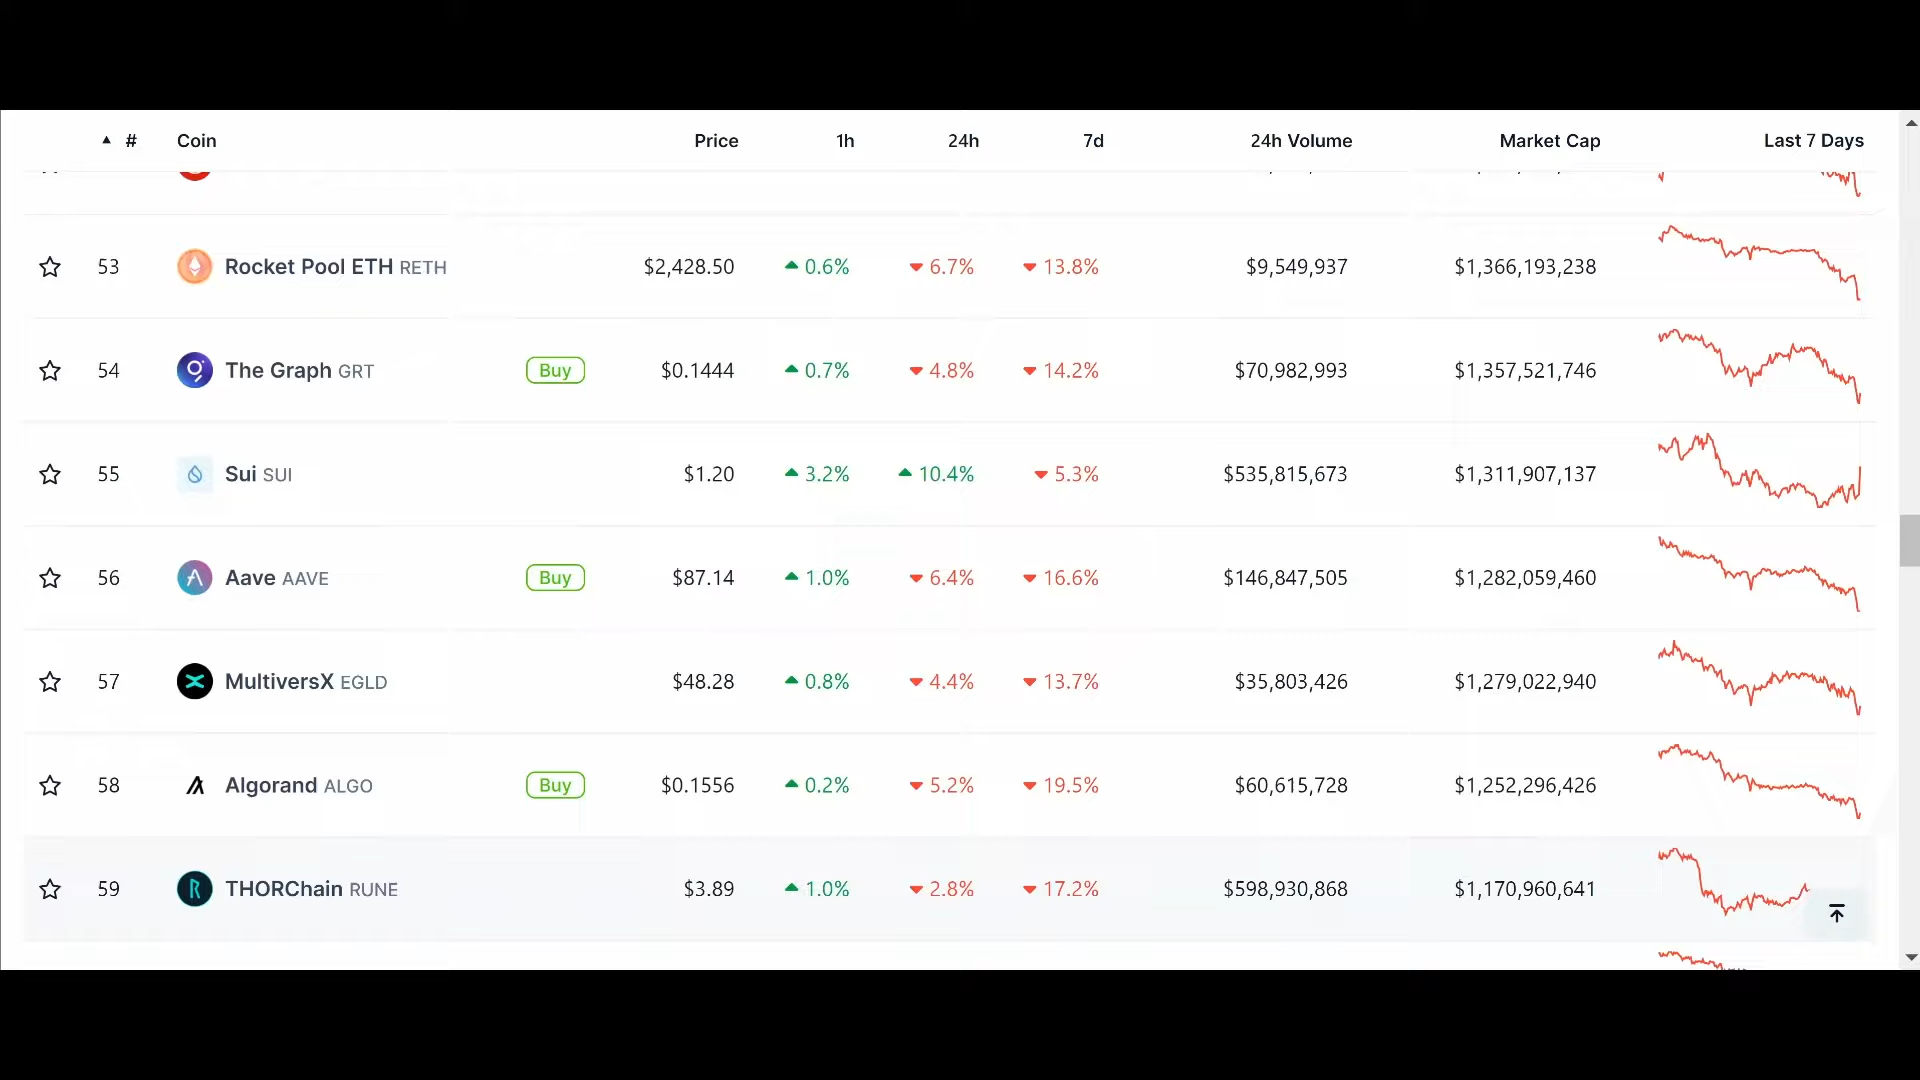 # Coin Price 1h 24h 7d 24h Volume Market Cap Last 7 Days
53 Rocket Pool ETH RETH $2,428.50 0.6% 6.7% 13.8% $9,549,937 $1,366,193,238
54 The Graph GRT Buy $0.1444 0.7% 4.8% 14.2% $70,982,993 $1,357,521,746
55 Sui SUI $1.20 3.2% 10.4% 5.3% $535,815,673 $1,311,907,137
56 Aave AAVE Buy $87.14 1.0% 6.4% 16.6% $146,847,505 $1,282,059,460
57 MultiversX EGLD $48.28 0.8% 4.4% 13.7% $35,803,426 $1,279,022,940
58 Algorand ALGO Buy $0.1556 0.2% 5.2% 19.5% $60,615,728 $1,252,296,426
59 THORChain RUNE $3.89 1.0% 2.8% 17.2% $598,930,868 $1,170,960,641